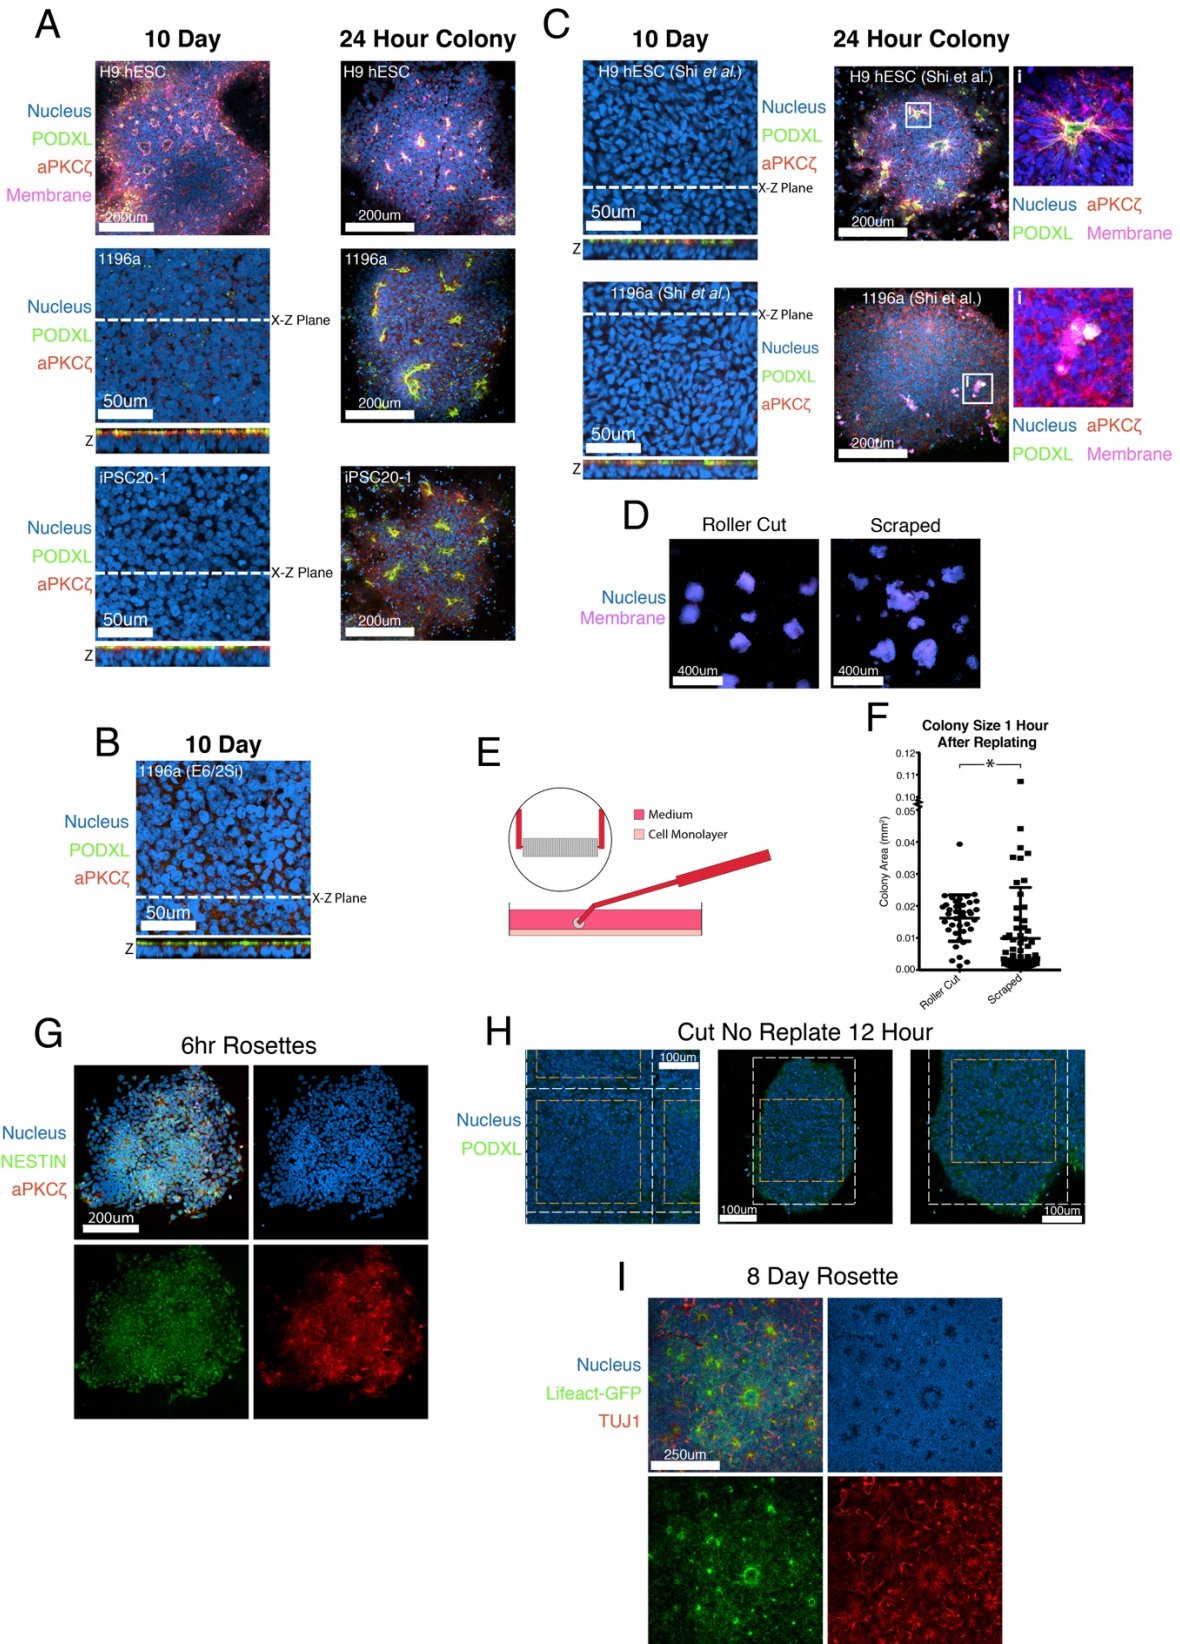 A
10 Day
24 Hour Colony
H9 hESC
H9 hESC
Nucleus
PODXL
aPKCζ
Membrane
200um
200um
1196a
1196a
Nucleus
PODXL
aPKCζ
X-Z Plane
50um
200um
Z
iPSC20-1
iPSC20-1
Nucleus
PODXL
aPKCζ
X-Z Plane
50um
200um
Z
B
10 Day
1196a (E6/2Si)
Nucleus
PODXL
aPKCζ
X-Z Plane
50um
Z
C
10 Day
24 Hour Colony
H9 hESC (Shi et al.)
H9 hESC (Shi et al.)
i
Nucleus
PODXL
aPKCζ
X-Z Plane
50um
200um
Z
Nucleus aPKCζ
PODXL Membrane
1196a (Shi et al.)
1196a (Shi et al.)
i
i
X-Z Plane
Nucleus
PODXL
aPKCζ
50um
200um
Z
Nucleus aPKCζ
PODXL Membrane
D
Roller Cut
Scraped
Nucleus
Membrane
400um
400um
E
Medium
Cell Monolayer
F
Colony Size 1 Hour
After Replating
*
0.12
0.11
0.10
0.05
0.04
0.03
0.02
0.01
0.00
Colony Area (mm²)
Roller Cut
Scraped
G
6hr Rosettes
Nucleus
NESTIN
aPKCζ
200um
H
Cut No Replate 12 Hour
100um
Nucleus
PODXL
100um
100um
I
8 Day Rosette
Nucleus
Lifeact-GFP
TUJ1
250um